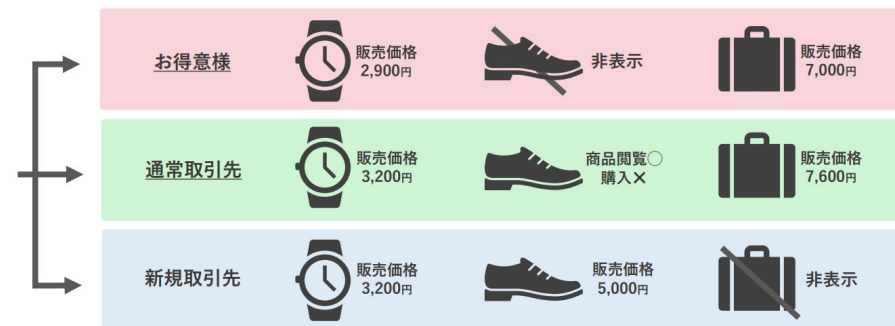 お得意様
販売価格
2,900円
非表示
販売価格
7,000円
通常取引先
販売価格
3,200円
商品閲覧◯
購入✕
販売価格
7,600円
新規取引先
販売価格
3,200円
販売価格
5,000円
非表示